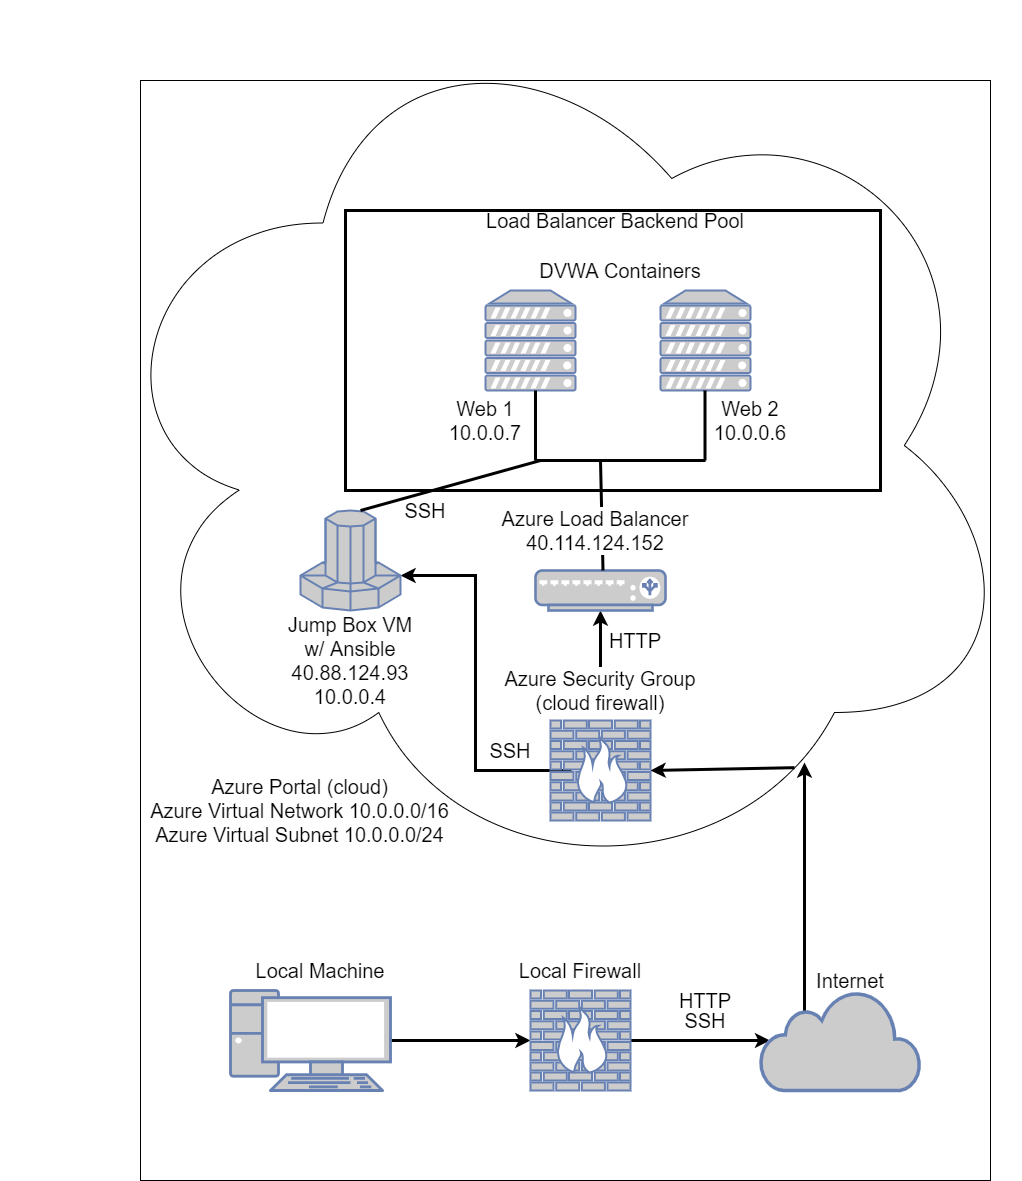 Load Balancer Backend Pool
DVWA Containers
Web 1
10.0.0.7
Web 2
10.0.0.6
SSH
Azure Load Balancer
40.114.124.152
Jump Box VM
w/ Ansible
40.88.124.93
10.0.0.4
HTTP
Azure Security Group
(cloud firewall)
SSH
Azure Portal (cloud)
Azure Virtual Network 10.0.0.0/16
Azure Virtual Subnet 10.0.0.0/24
Local Machine
Local Firewall
HTTP
SSH
Internet